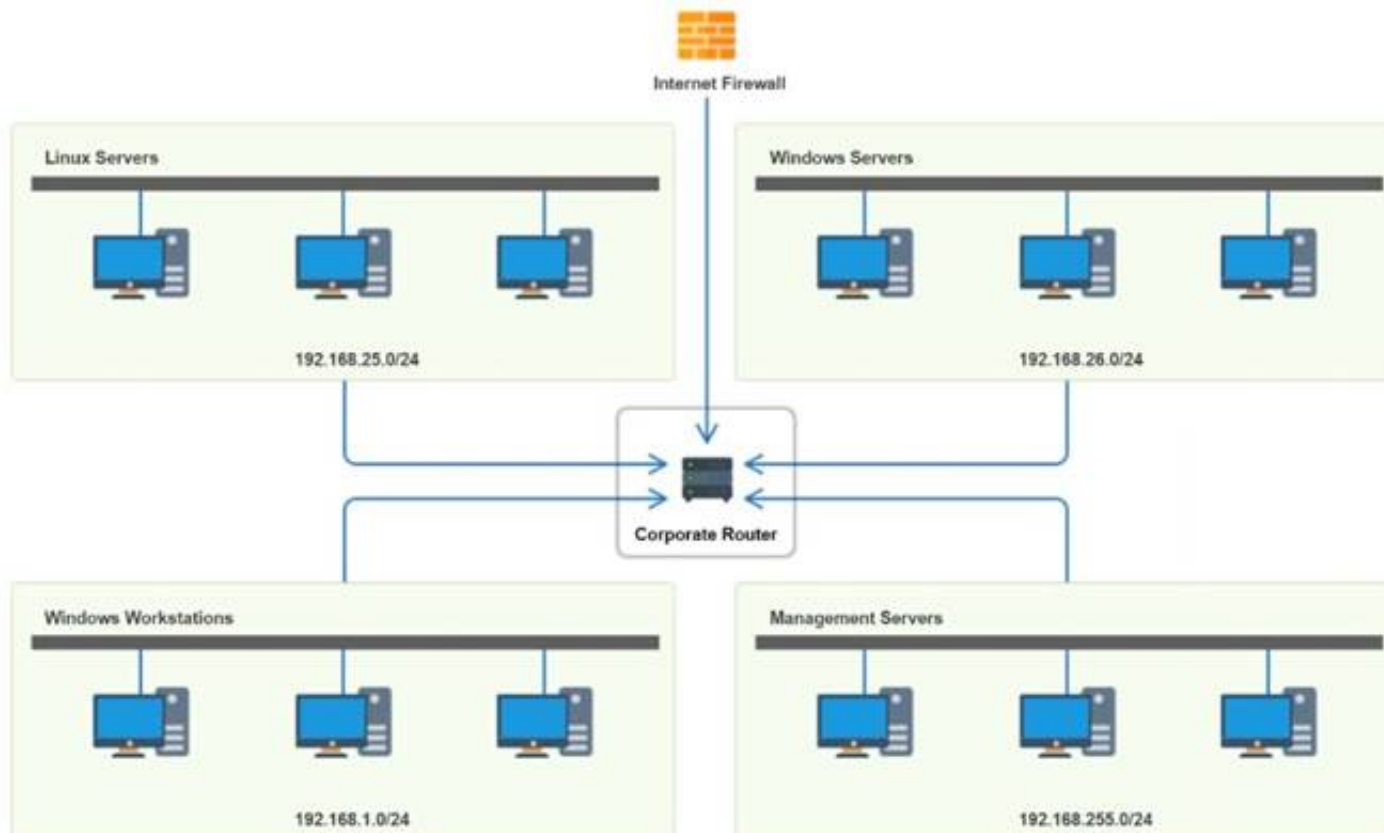 Internet Firewall
Linux Servers
192.168.25.0/24
Windows Servers
192.168.26.0/24
Corporate Router
Windows Workstations
192.168.1.0/24
Management Servers
192.168.255.0/24